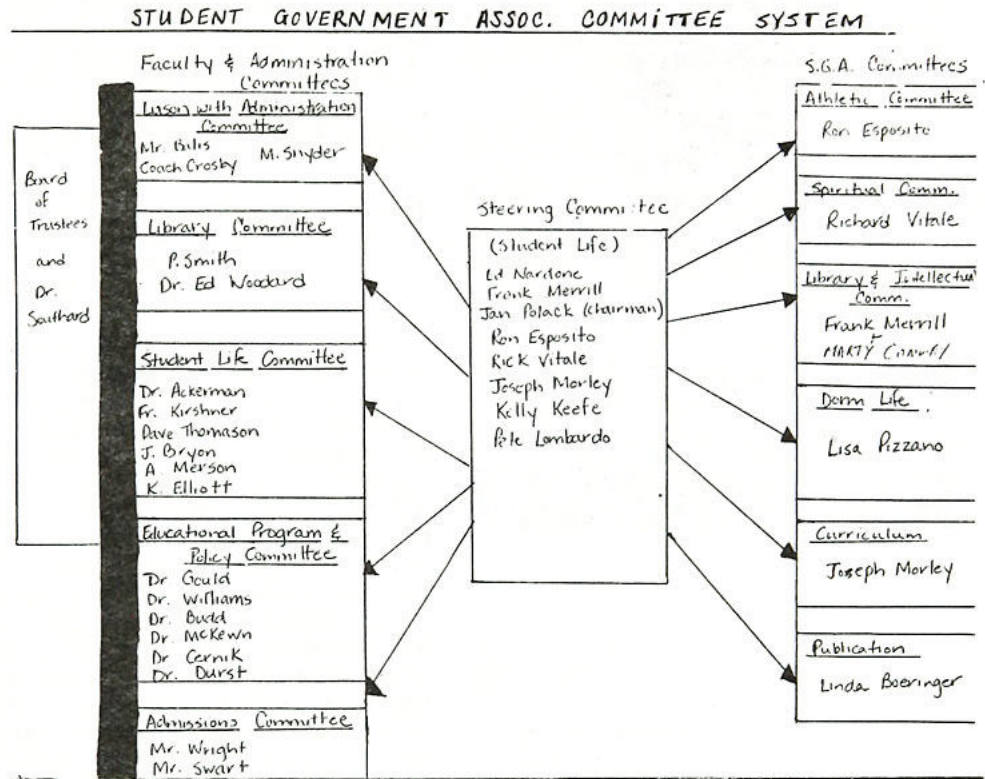 STUDENT GOVERNMENT ASSOC. COMMITTEE SYSTEM
Board
of
Trustees
and
Dr.
Southard
Faculty & Administration
Committees
Liason with Administration
Committee
Mr. Bilis M. Snyder
Coach Crosby
Library Committee
P. Smith
Dr. Ed Woodard
Student Life Committee
Dr. Ackerman
Fr. Kirshner
Dave Thomason
J. Bryon
A. Merson
K. Elliott
Educational Program &
Policy Committee
Dr Gould
Dr. Williams
Dr. Budd
Dr. McKewn
Dr Cernik
Dr. Durst
Admissions Committee
Mr. Wright
Mr. Swart
Steering Committee
(Student Life)
Ed Nardone
Frank Merrill
Jan Polack (chairman)
Ron Esposito
Rick Vitale
Joseph Morley
Kelly Keefe
Pete Lombardo
S.G.A. Committees
Athletic Committee
Ron Esposito
Spiritual Comm.
Richard Vitale
Library & Intellectual
Comm.
Frank Merrill
MARTY
Dorm Life
Lisa Pizzano
Curriculum
Joseph Morley
Publication
Linda Boeringer